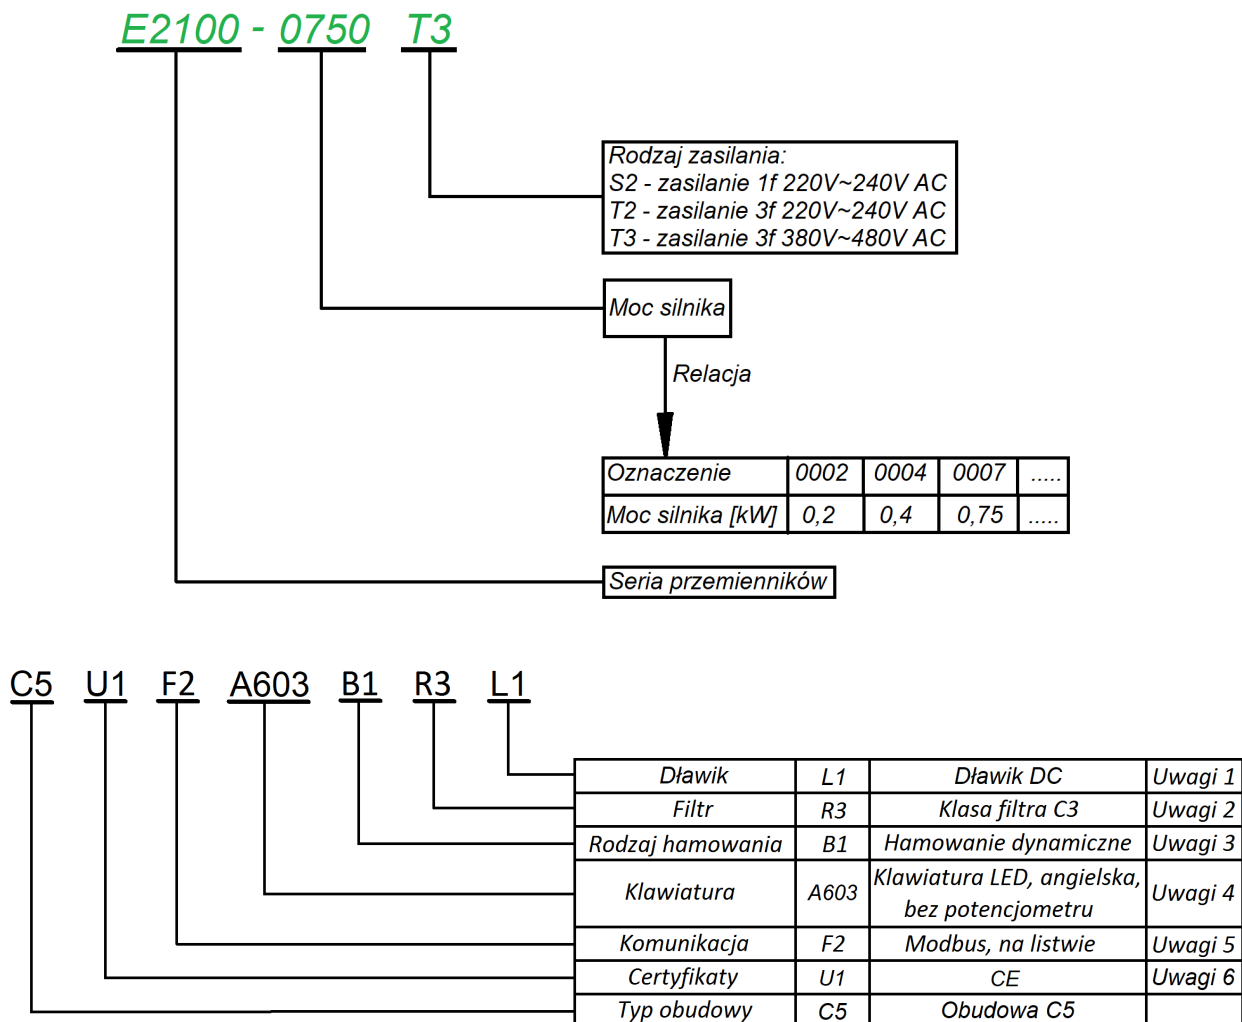 E2100 - 0750 T3
Rodzaj zasilania:
S2 - zasilanie 1f 220V~240V AC
T2 - zasilanie 3f 220V~240V AC
T3 - zasilanie 3f 380V~480V AC
Moc silnika
Relacja
Oznaczenie 0002 0004 0007 .....
Moc silnika [kW] 0,2 0,4 0,75 .....
Seria przemienników
C5 U1 F2 A603 B1 R3 L1
Dławik L1 Dławik DC Uwagi 1
Filtr R3 Klasa filtra C3 Uwagi 2
Rodzaj hamowania B1 Hamowanie dynamiczne Uwagi 3
Klawiatura A603 Klawiatura LED, angielska, Uwagi 4
bez potencjometru
Komunikacja F2 Modbus, na listwie Uwagi 5
Certyfikaty U1 CE Uwagi 6
Typ obudowy C5 Obudowa C5